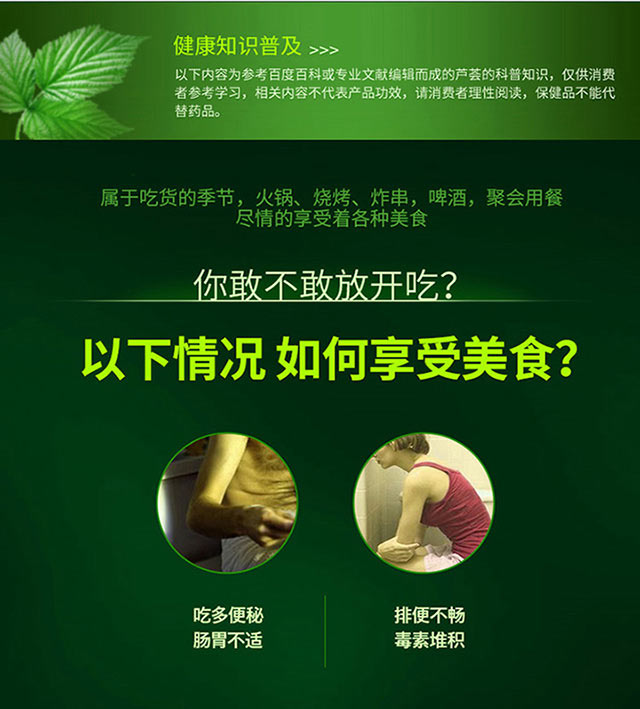 健康知识普及 >>>
以下内容为参考百度百科或专业文献编辑而成的芦荟的科普知识，仅供消费
者参考学习，相关内容不代表产品功效，请消费者理性阅读，保健品不能代
替药品。
属于吃货的季节，火锅、烧烤、炸串，啤酒，聚会用餐
尽情的享受着各种美食
你敢不敢放开吃？
以下情况 如何享受美食？
吃多便秘
肠胃不适
排便不畅
毒素堆积